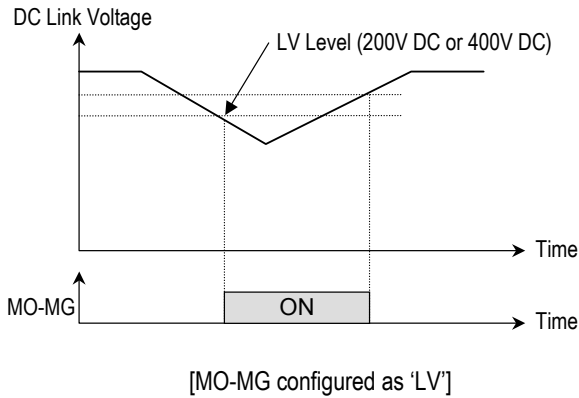 DC Link Voltage
LV Level (200V DC or 400V DC)
Time
MO-MG
ON
Time
[MO-MG configured as 'LV']